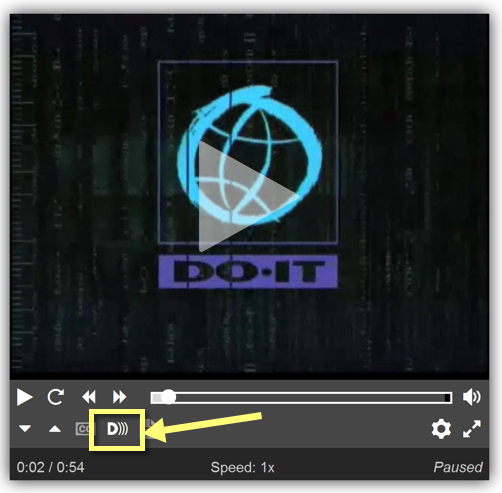 DO•IT
CC
D)))
0:02 / 0:54
Speed: 1x
Paused